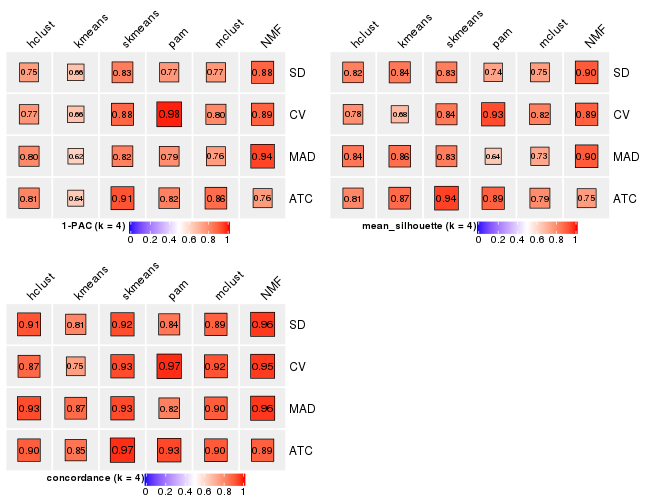 hclust kmeans skmeans pam mclust NMF
0.75 0.66 0.83 0.77 0.77 0.88 SD
0.77 0.66 0.88 0.98 0.80 0.89 CV
0.80 0.62 0.82 0.79 0.76 0.94 MAD
0.81 0.64 0.91 0.82 0.86 0.76 ATC
1-PAC (k = 4)
0 0.2 0.4 0.6 0.8 1
hclust kmeans skmeans pam mclust NMF
0.82 0.84 0.83 0.74 0.75 0.90 SD
0.78 0.68 0.84 0.93 0.82 0.89 CV
0.84 0.86 0.83 0.64 0.73 0.90 MAD
0.81 0.87 0.94 0.89 0.79 0.75 ATC
mean_silhouette (k = 4)
0 0.2 0.4 0.6 0.8 1
hclust kmeans skmeans pam mclust NMF
0.91 0.81 0.92 0.84 0.89 0.96 SD
0.87 0.75 0.93 0.97 0.92 0.95 CV
0.93 0.87 0.93 0.82 0.90 0.96 MAD
0.90 0.85 0.97 0.93 0.90 0.89 ATC
concordance (k = 4)
0 0.2 0.4 0.6 0.8 1